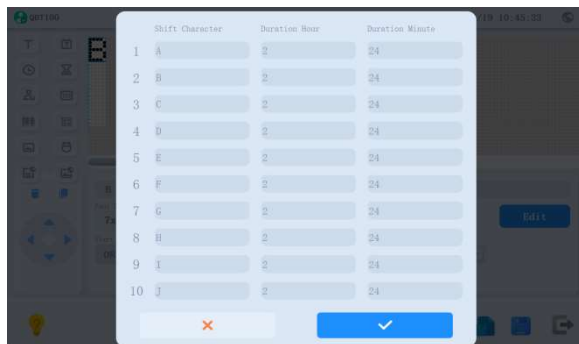 QUT100 /19 19:45:33
Shift Character Duration Hour Duration Minute
1 A 2 24
2 B 2 24
3 C 2 24
4 D 2 24
5 E 2 24
6 F 2 24
7 G 2 24
8 H 2 24
9 I 2 24
10 J 2 24
B
Edit